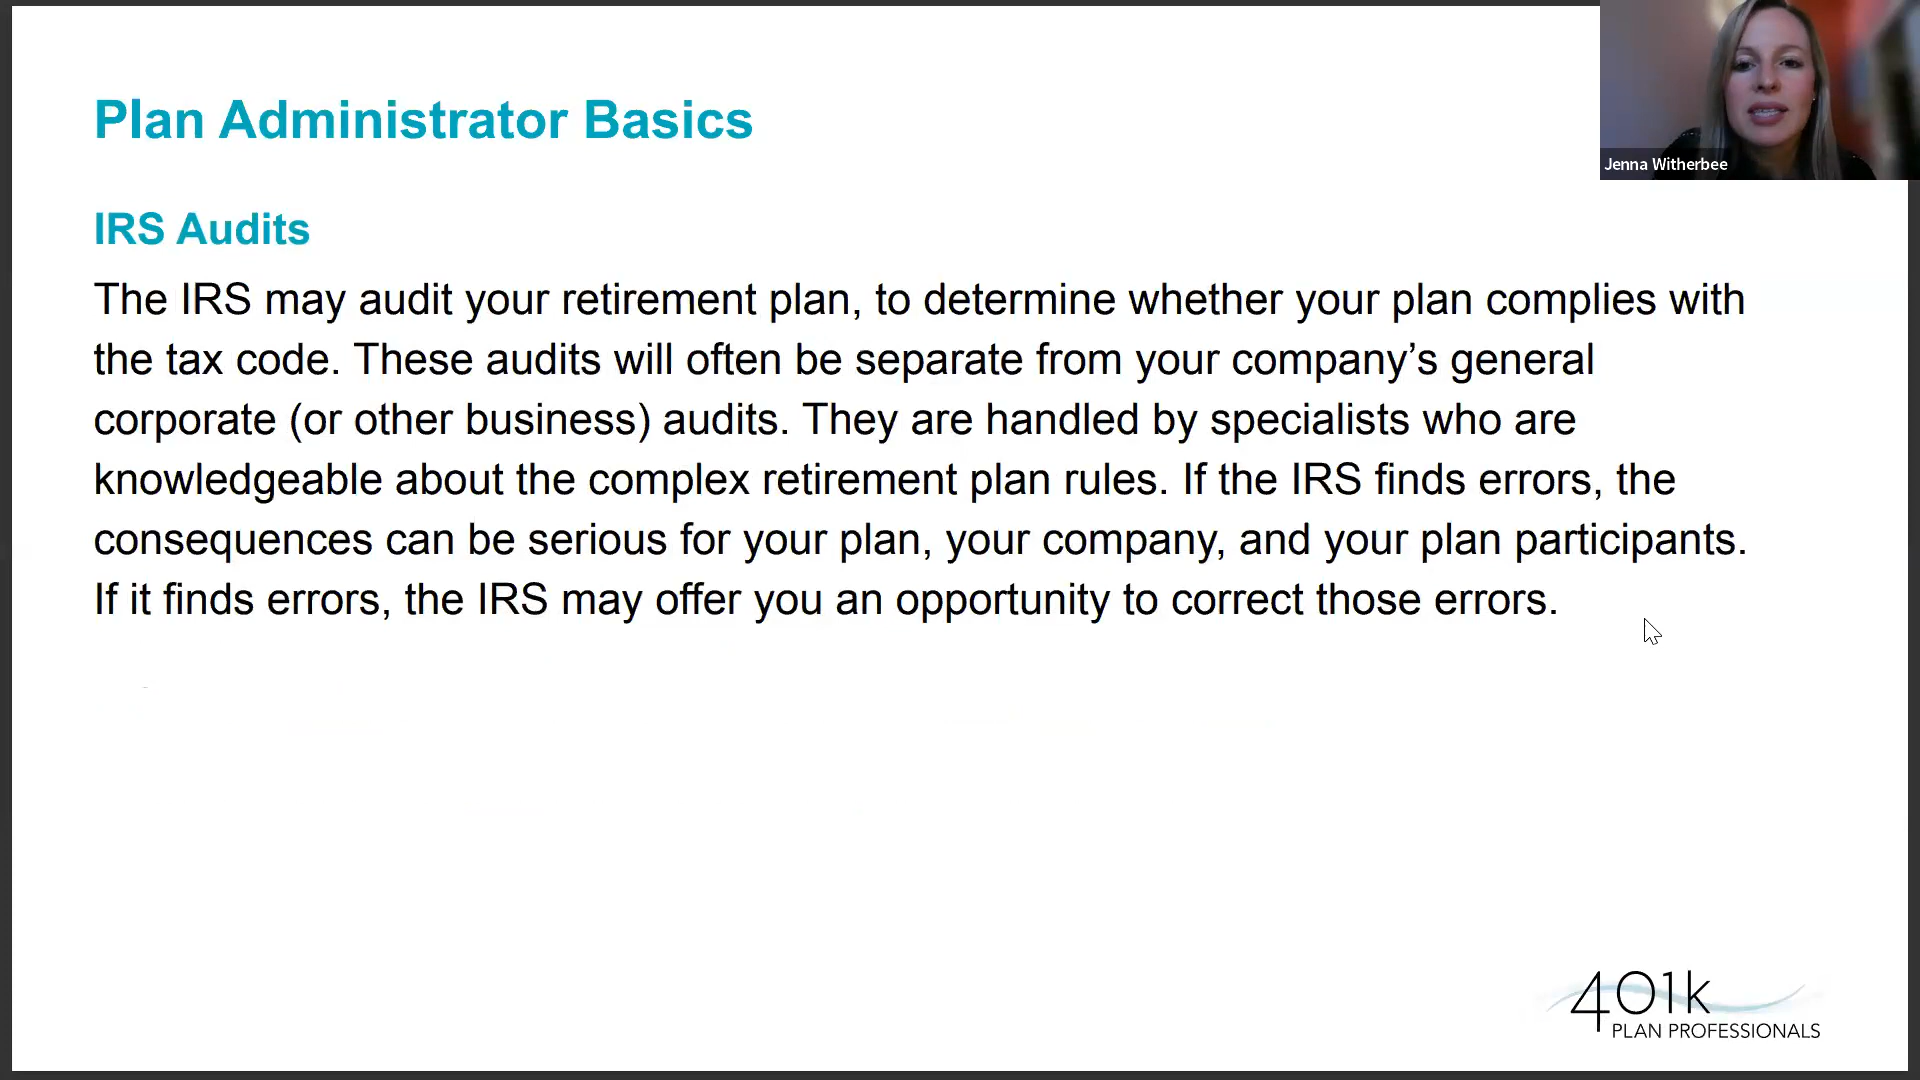 Plan Administrator Basics
Jenna Witherbee
IRS Audits
The IRS may audit your retirement plan, to determine whether your plan complies with
the tax code. These audits will often be separate from your company’s general
corporate (or other business) audits. They are handled by specialists who are
knowledgeable about the complex retirement plan rules. If the IRS finds errors, the
consequences can be serious for your plan, your company, and your plan participants.
If it finds errors, the IRS may offer you an opportunity to correct those errors.
401k
PLAN PROFESSIONALS